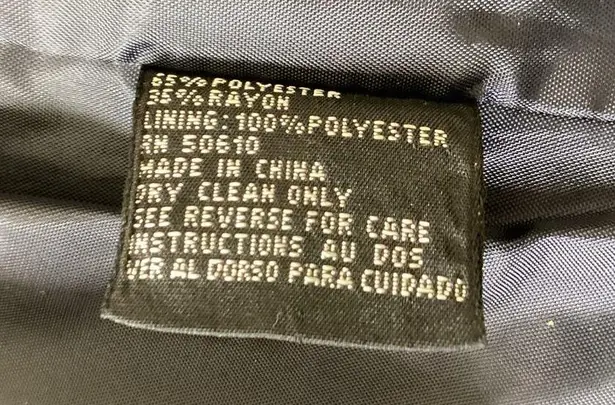 65% POLYESTER
35% RAYON
LINING: 100% POLYESTER
RN 50610
MADE IN CHINA
DRY CLEAN ONLY
SEE REVERSE FOR CARE
INSTRUCTIONS AU DOS
VER AL DORSO PARA CUIDADO